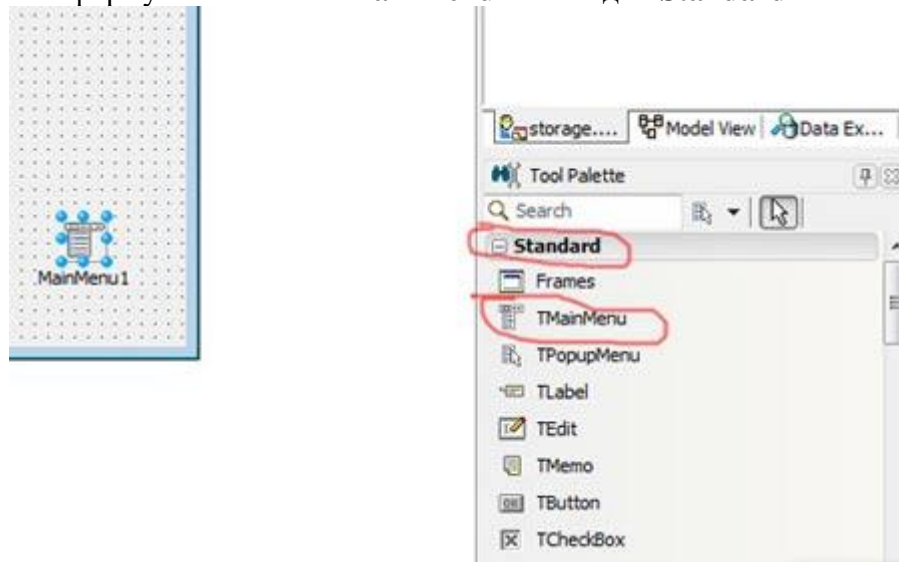 MainMenu1
storage.... Model View Data Ex...
Tool Palette
Search
Standard
Frames
TMainMenu
TPopupMenu
TLabel
TEdit
TMemo
TButton
TCheckBox